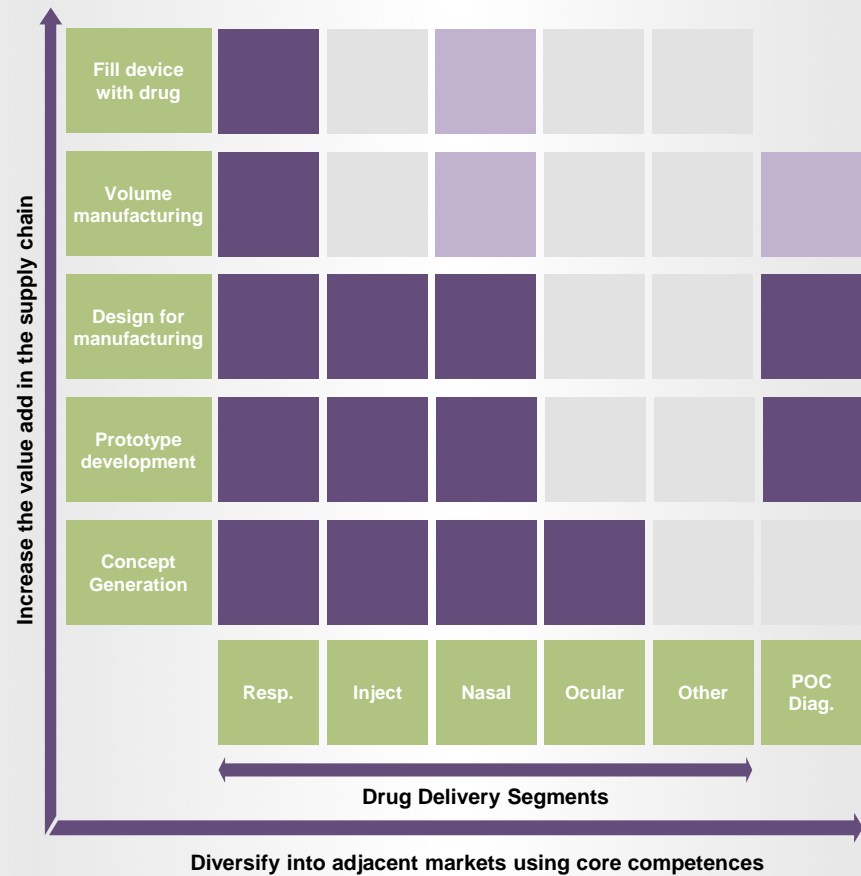 Increase the value add in the supply chain
Fill device
with drug
Volume
manufacturing
Design for
manufacturing
Prototype
development
Concept
Generation
Resp.
Inject
Nasal
Ocular
Other
POC
Diag.
Drug Delivery Segments
Diversify into adjacent markets using core competences